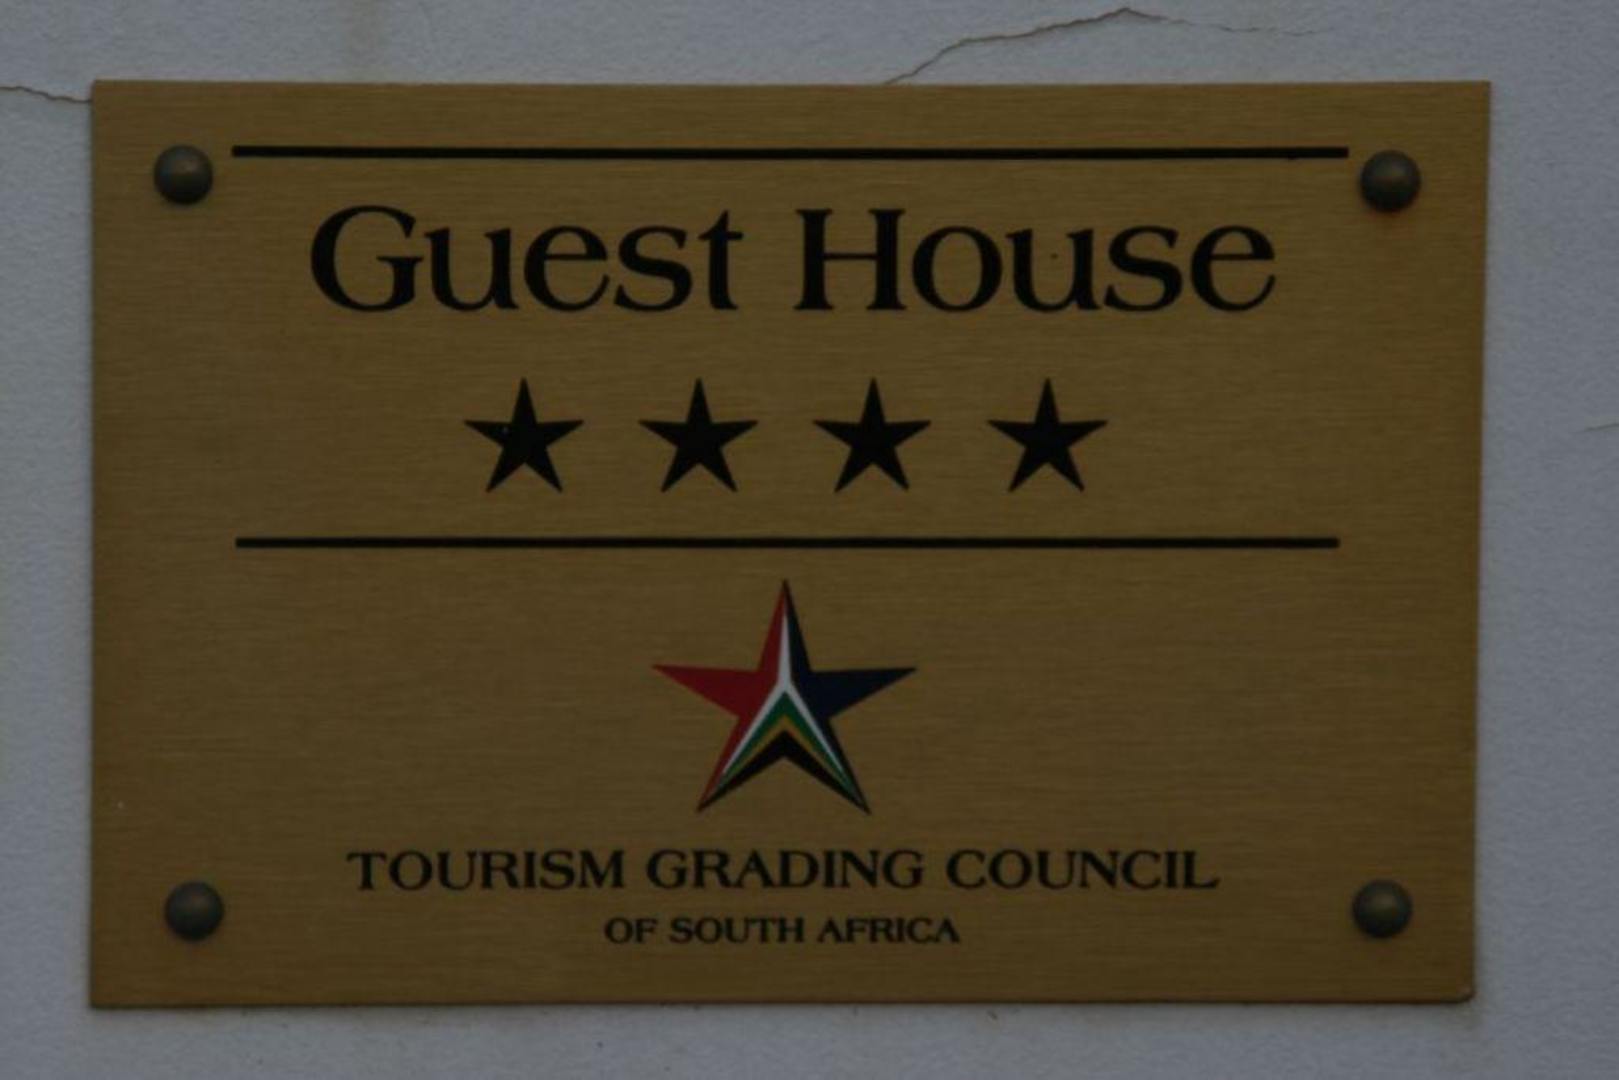 Guest House
TOURISM GRADING COUNCIL
OF SOUTH AFRICA